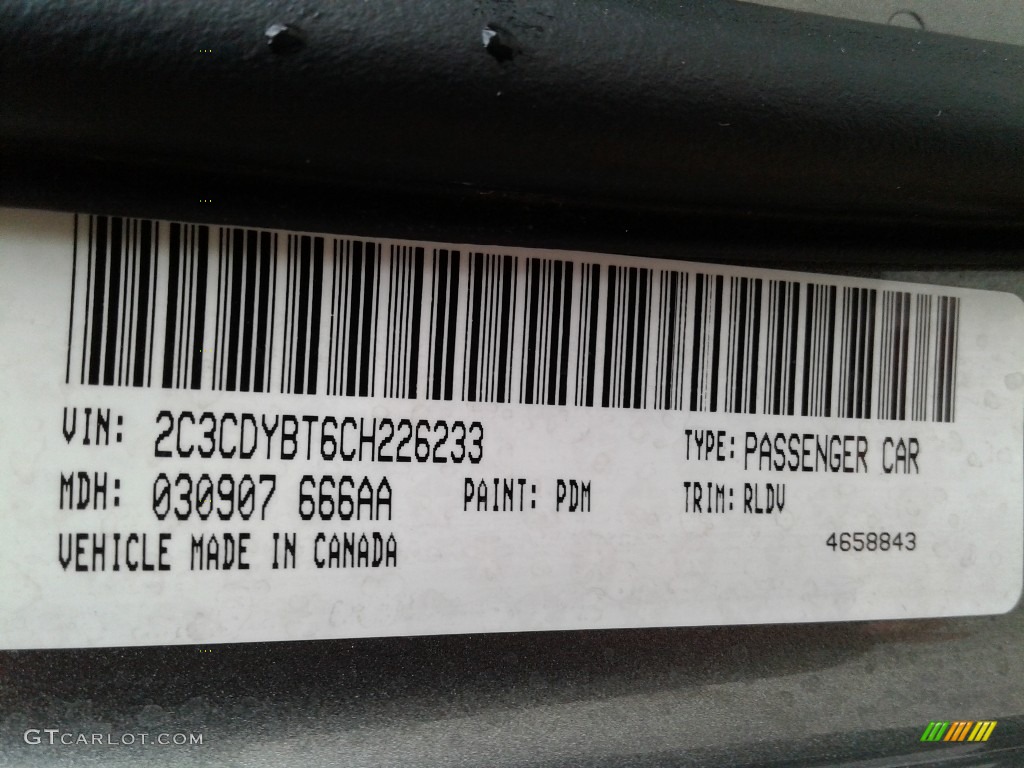 VIN: 2C3CDYBT6CH226233 TYPE: PASSENGER CAR
MDH: 030907 666AA PAINT: PDM TRIM: RLDV
VEHICLE MADE IN CANADA 4658843
GTCARLOT.COM